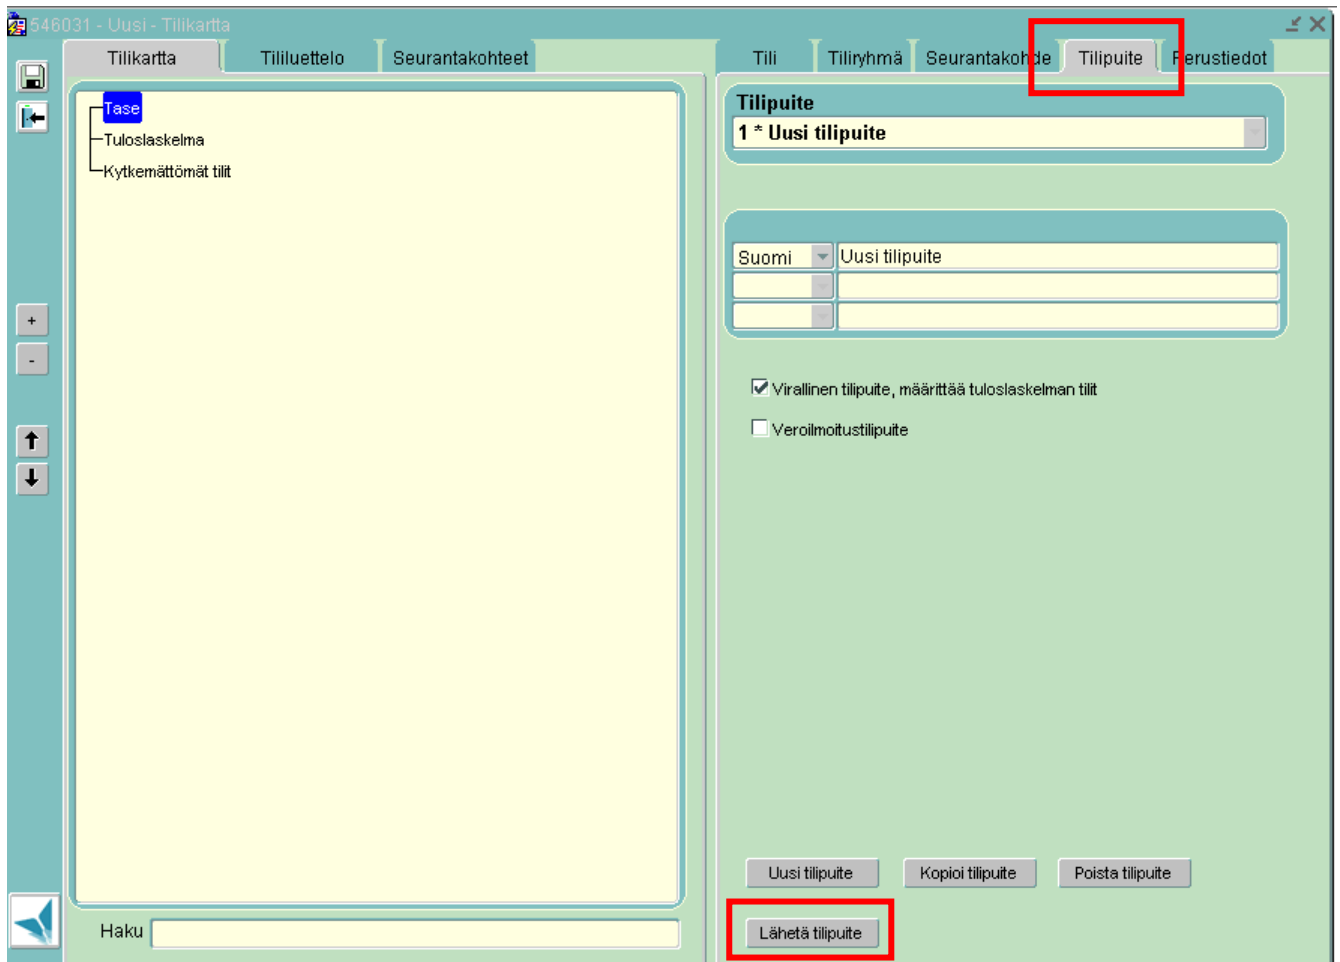 546031 - Uusi - Tilikartta
Tilikartta
Tililuettelo
Seurantakohteet
Tase
Tuloslaskelma
Kytkemättömät tilit
+
-
Haku
Tili
Tiliryhmä
Seurantakohde
Tilipuite
Perustiedot
Tilipuite
1 * Uusi tilipuite
Suomi
Uusi tilipuite
Virallinen tilipuite, määrittää tuloslaskelman tilit
Veroilmoitustilipuite
Uusi tilipuite
Kopioi tilipuite
Poista tilipuite
Lähetä tilipuite